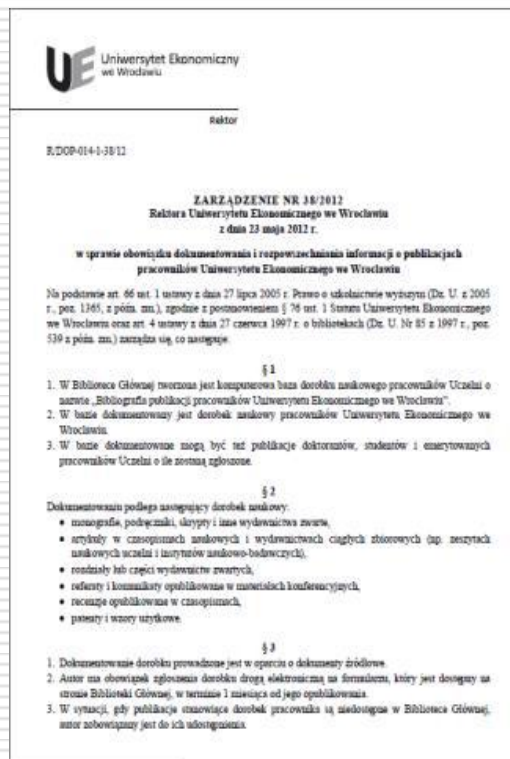 UE Uniwersytet Ekonomiczny
we Wrocławiu
Rektor
R/DOP-014-1-38/12
ZARZĄDZENIE NR 38/2012
Rektora Uniwersytetu Ekonomicznego we Wrocławiu
z dnia 23 maja 2012 r.
w sprawie obowiązku dokumentowania i rozpowszechniania informacji o publikacjach
pracowników Uniwersytetu Ekonomicznego we Wrocławiu
Na podstawie art. 66 ust. 1 ustawy z dnia 27 lipca 2005 r. Prawo o szkolnictwie wyższym (Dz. U. z 2005
r., poz. 1365, z późn. zm.), zgodnie z postanowieniem § 76 ust. 1 Statutu Uniwersytetu Ekonomicznego
we Wrocławiu oraz art. 4 ustawy z dnia 27 czerwca 1997 r. o bibliotekach (Dz. U. Nr 85 z 1997 r., poz.
539 z późn. zm.) zarządza się, co następuje:
§ 1
1. W Bibliotece Głównej tworzona jest komputerowa baza dorobku naukowego pracowników Uczelni o
nazwie „Bibliografia publikacji pracowników Uniwersytetu Ekonomicznego we Wrocławiu”.
2. W bazie dokumentowany jest dorobek naukowy pracowników Uniwersytetu Ekonomicznego we
Wrocławiu.
3. W bazie dokumentowane mogą być też publikacje doktorantów, studentów i emerytowanych
pracowników Uczelni o ile zostaną zgłoszone.
§ 2
Dokumentowaniu podlega następujący dorobek naukowy:
• monografie, podręczniki, skrypty i inne wydawnictwa zwarte,
• artykuły w czasopismach naukowych i wydawnictwach ciągłych zbiorowych (np. zeszytach
naukowych uczelni i instytutów naukowo-badawczych),
• rozdziały lub części wydawnictw zwartych,
• referaty i komunikaty opublikowane w materiałach konferencyjnych,
• recenzje opublikowane w czasopismach,
• patenty i wzory użytkowe.
§ 3
1. Dokumentowanie dorobku prowadzone jest w oparciu o dokumenty źródłowe.
2. Autor ma obowiązek zgłoszenia dorobku drogą elektroniczną na formularzu, który jest dostępny na
stronie Biblioteki Głównej, w terminie 1 miesiąca od jego opublikowania.
3. W sytuacji, gdy publikacje stanowiące dorobek pracownika są niedostępne w Bibliotece Głównej,
autor zobowiązany jest do ich udostępnienia.